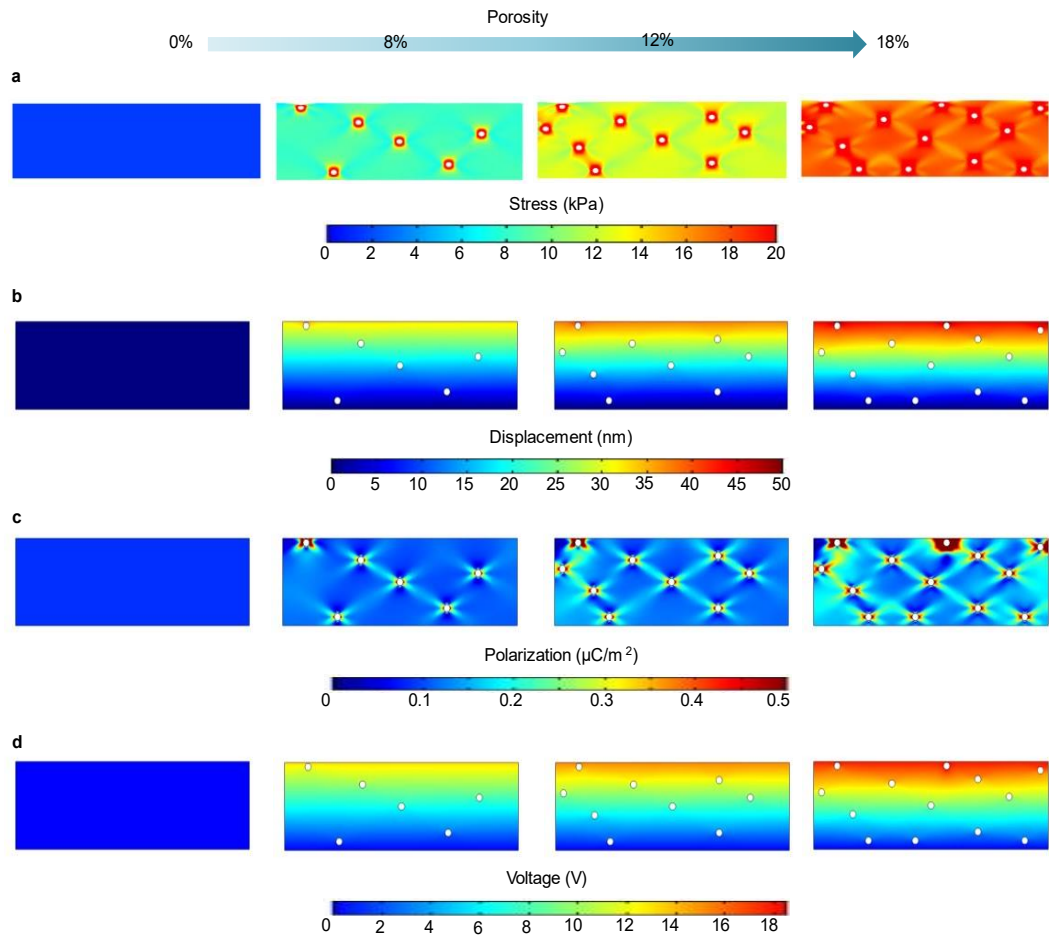 Porosity
0% 8% 12% 18%
a
Stress (kPa)
0 2 4 6 8 10 12 14 16 18 20
b
Displacement (nm)
0 5 10 15 20 25 30 35 40 45 50
c
Polarization (µC/m²)
0 0.1 0.2 0.3 0.4 0.5
d
Voltage (V)
0 2 4 6 8 10 12 14 16 18